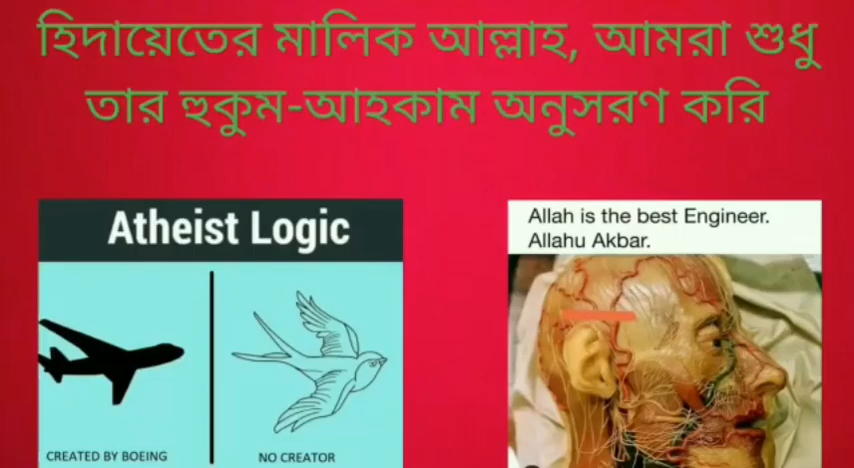 হিদায়েতের মালিক আল্লাহ, আমরা শুধু
তার হুকুম-আহকাম অনুসরণ করি
Atheist Logic
CREATED BY BOEING
NO CREATOR
Allah is the best Engineer.
Allahu Akbar.